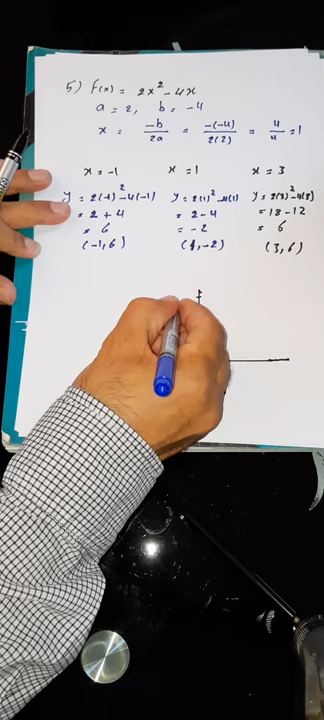 5) f(x) = 2x² - 4x
a = 2, b = -4
x = -b/2a = -(-4)/2(2) = 4/4 = 1
x = -1 x = 1 x = 3
y = 2(-1)² - 4(-1) y = 2(1)² - 4(1) y = 2(3)² - 4(3)
= 2 + 4 = 2 - 4 = 18 - 12
= 6 = -2 = 6
(-1, 6) (1, -2) (3, 6)